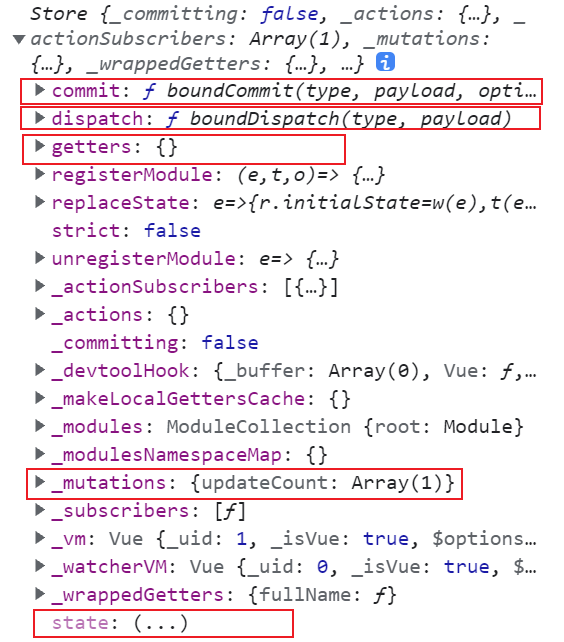 Store {_committing: false, _actions: {…}, _
actionSubscribers: Array(1), _mutations:
{…}, _wrappedGetters: {…}, …} i
commit: ƒ boundCommit(type, payload, opti…
dispatch: ƒ boundDispatch(type, payload)
getters: {}
registerModule: (e,t,o)=> {…}
replaceState: e=>{r.initialState=w(e),t(e…
strict: false
unregisterModule: e=> {…}
_actionSubscribers: [{…}]
_actions: {}
_committing: false
_devtoolHook: {_buffer: Array(0), Vue: ƒ,…
_makeLocalGettersCache: {}
_modules: ModuleCollection {root: Module}
_modulesNamespaceMap: {}
_mutations: {updateCount: Array(1)}
_subscribers: [ƒ]
_vm: Vue {_uid: 1, _isVue: true, $options…
_watcherVM: Vue {_uid: 0, _isVue: true, $…
_wrappedGetters: {fullName: ƒ}
state: (...)